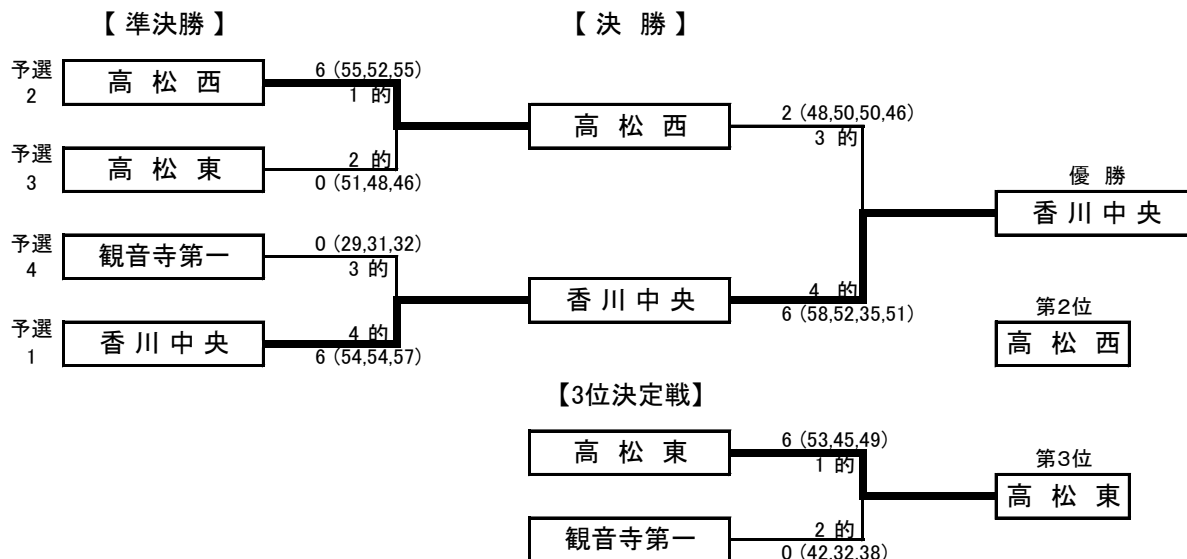 【 準決勝 】
【 決 勝 】
予選
2
高 松 西
6 (55,52,55)
1 的
予選
3
高 松 東
2 的
0 (51,48,46)
予選
4
観音寺第一
0 (29,31,32)
3 的
予選
1
香 川 中 央
4 的
6 (54,54,57)
高 松 西
2 (48,50,50,46)
3 的
香 川 中 央
4 的
6 (58,52,35,51)
優 勝
香 川 中 央
第2位
高 松 西
【3位決定戦】
高 松 東
6 (53,45,49)
1 的
観音寺第一
2 的
0 (42,32,38)
第3位
高 松 東